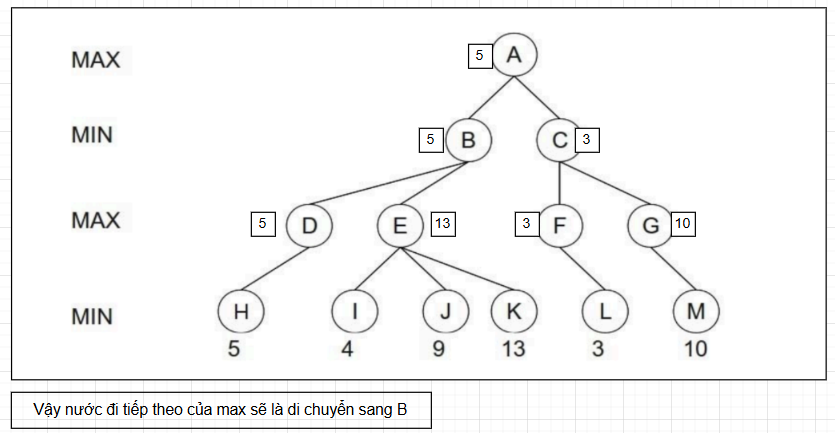 MAX 5 A
MIN 5 B C 3
MAX 5 D E 13 3 F G 10
MIN H I J K L M
5 4 9 13 3 10
Vậy nước đi tiếp theo của max sẽ là di chuyển sang B